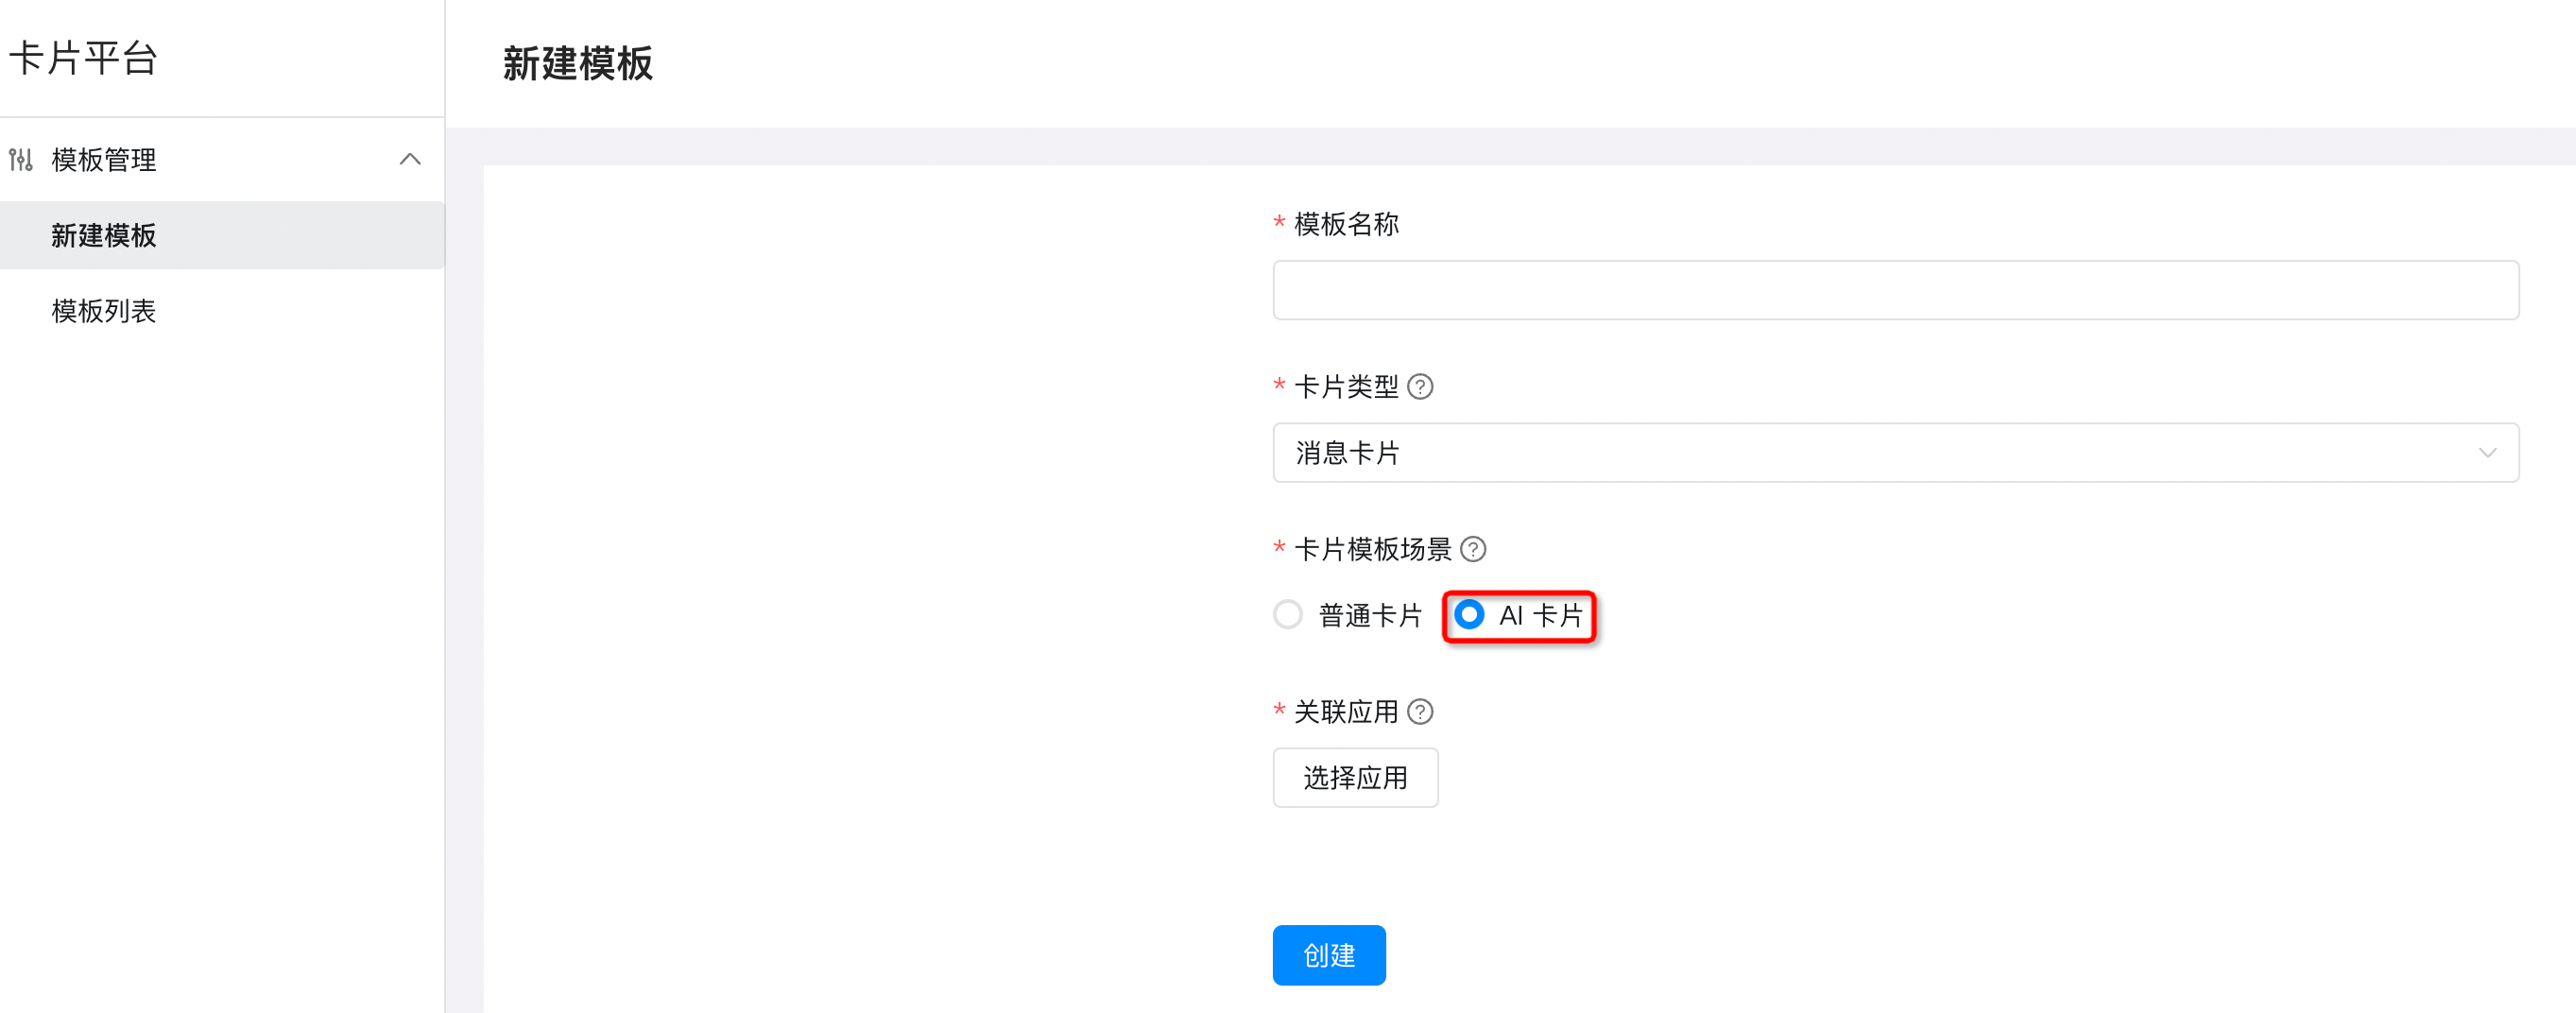 卡片平台
模板管理
新建模板
模板列表
新建模板
* 模板名称
* 卡片类型 ?
消息卡片
* 卡片模板场景 ?
普通卡片 AI 卡片
* 关联应用 ?
选择应用
创建